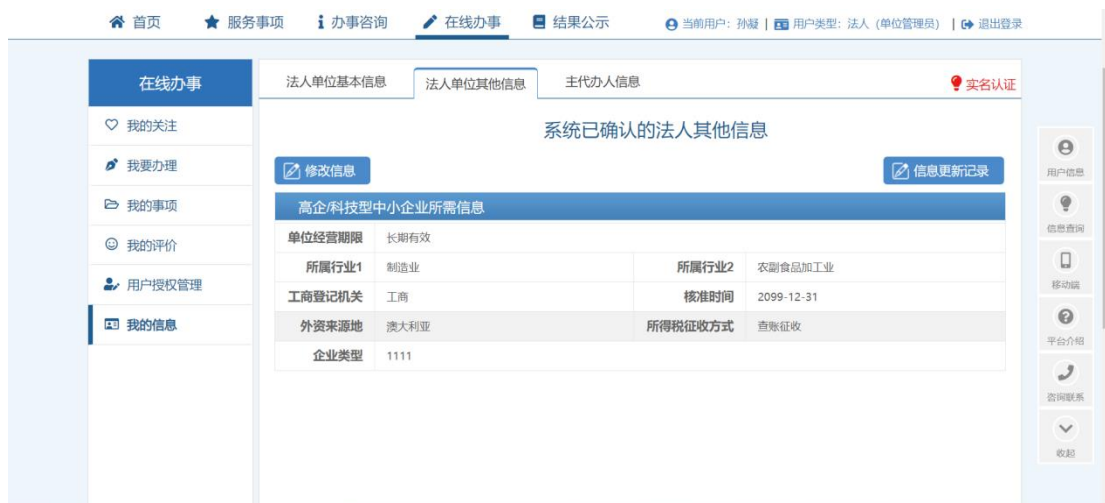 首页 服务事项 办事咨询 在线办事 结果公示 当前用户：孙凝 | 用户类型：法人（单位管理员） | 退出登录
在线办事
我的关注
我要办理
我的事项
我的评价
用户授权管理
我的信息
法人单位基本信息 法人单位其他信息 主代办人信息 实名认证
系统已确认的法人其他信息
修改信息 信息更新记录
高企/科技型中小企业所需信息
单位经营期限 长期有效
所属行业1 制造业 所属行业2 农副食品加工业
工商登记机关 工商 核准时间 2099-12-31
外资来源地 澳大利亚 所得税征收方式 查账征收
企业类型 1111
用户信息
信息查询
移动端
平台介绍
咨询联系
收起